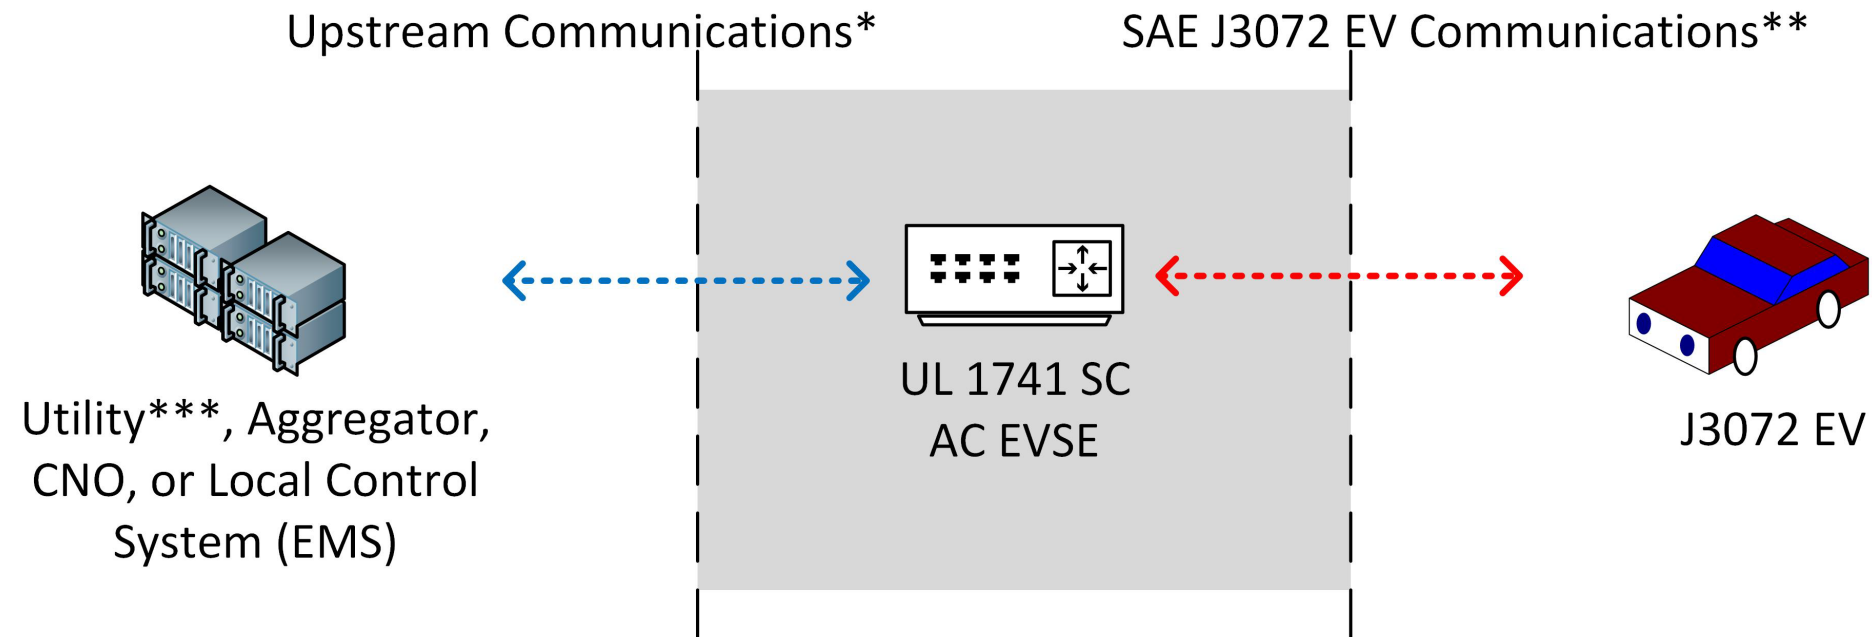 Upstream Communications*
SAE J3072 EV Communications**
UL 1741 SC
AC EVSE
Utility***, Aggregator,
CNO, or Local Control
System (EMS)
J3072 EV